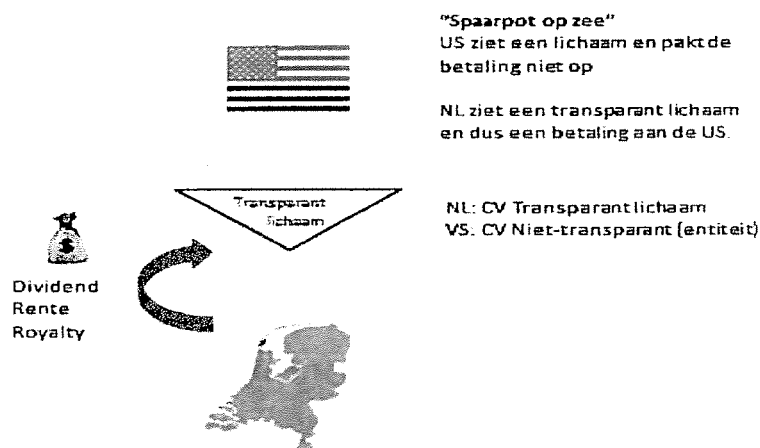 "Spaarpot op zee"
US ziet een lichaam en pakt de
betaling niet op
NL ziet een transparant lichaam
en dus een betaling aan de US.
Transparant
lichaam
NL: CV Transparant lichaam
VS: CV Niet-transparant (entiteit)
$
Dividend
Rente
Royalty